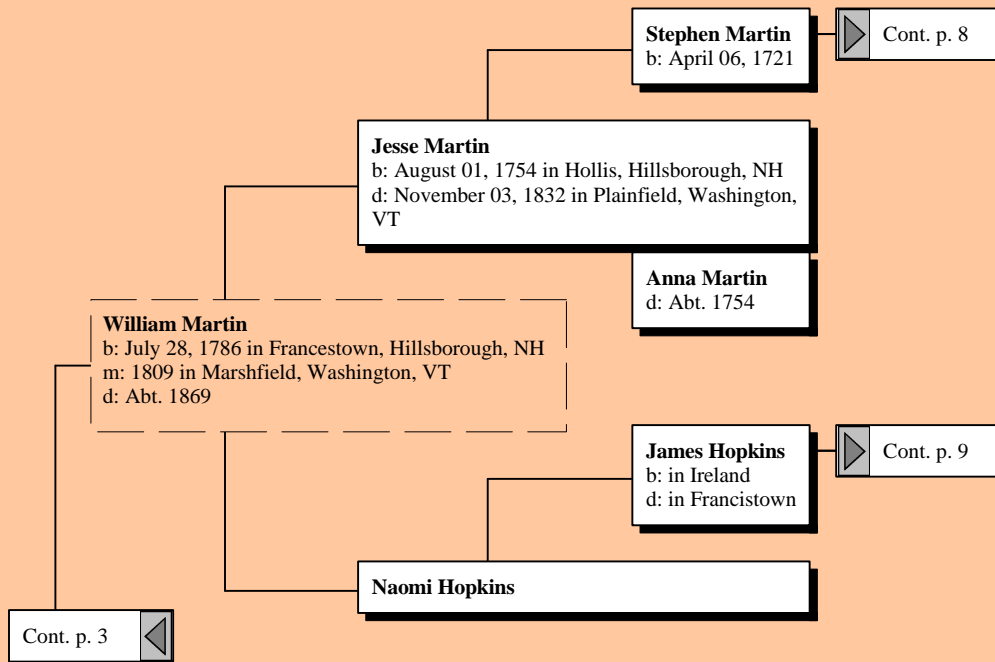 Stephen Martin
b: April 06, 1721
Cont. p. 8
Jesse Martin
b: August 01, 1754 in Hollis, Hillsborough, NH
d: November 03, 1832 in Plainfield, Washington,
VT
Anna Martin
d: Abt. 1754
William Martin
b: July 28, 1786 in Francestown, Hillsborough, NH
m: 1809 in Marshfield, Washington, VT
d: Abt. 1869
James Hopkins
b: in Ireland
d: in Francistown
Cont. p. 9
Naomi Hopkins
Cont. p. 3